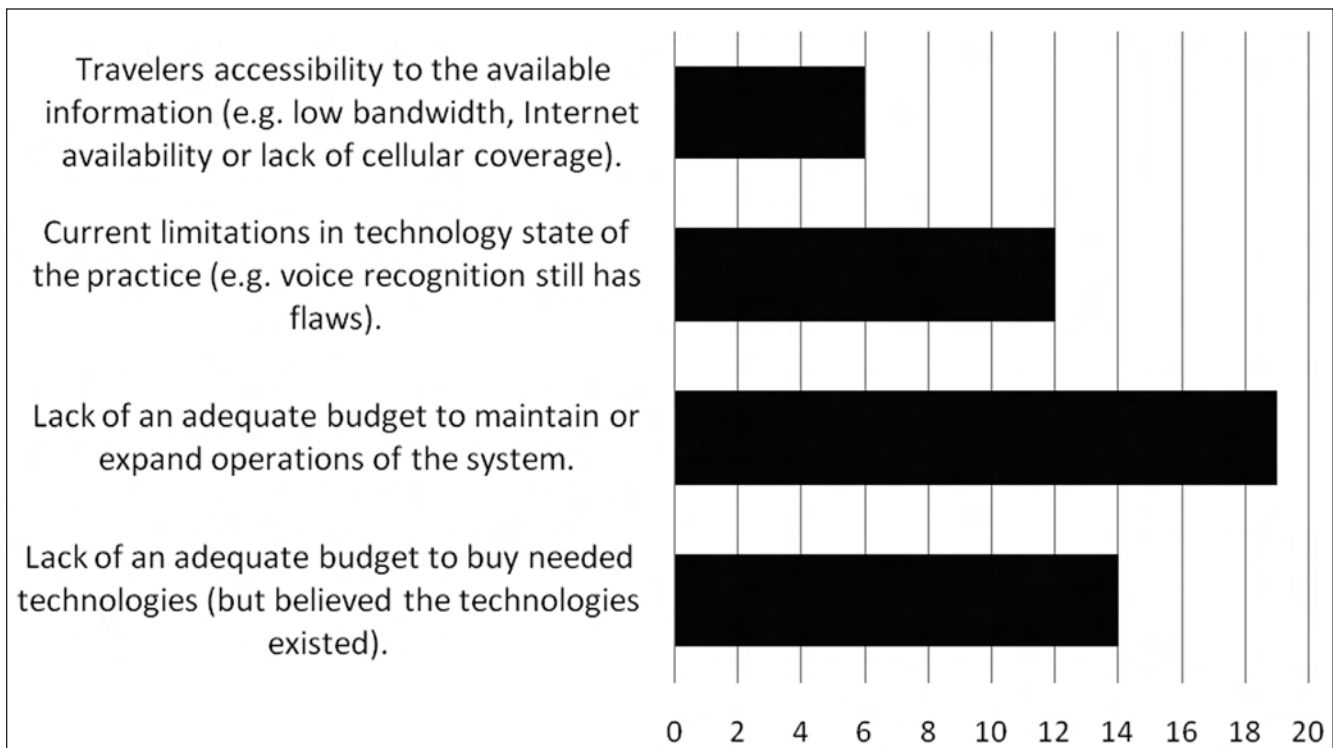 Travelers accessibility to the available
information (e.g. low bandwidth, Internet
availability or lack of cellular coverage).
Current limitations in technology state of
the practice (e.g. voice recognition still has
flaws).
Lack of an adequate budget to maintain or
expand operations of the system.
Lack of an adequate budget to buy needed
technologies (but believed the technologies
existed).
0 2 4 6 8 10 12 14 16 18 20